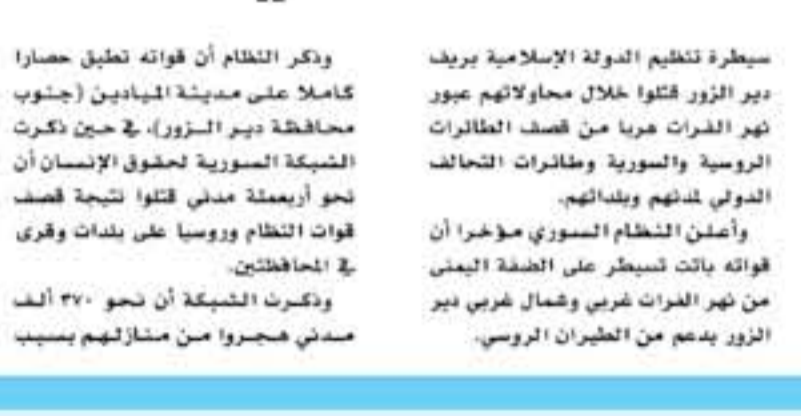 سيطرة تنظيم الدولة الإسلامية بريف
دير الزور قتلوا خلال محاولاتهم عبور
نهر الفرات هربا من قصف الطائرات
الروسية والسورية وطائرات التحالف
الدولي لمدنهم وبلداتهم.
وأعلن النظام السوري مؤخرا أن
قواته باتت تسيطر على الضفة اليمنى
من نهر الفرات غربي وشمال غربي دير
الزور بدعم من الطيران الروسي.
وذكر النظام أن قواته تطبق حصارا
كاملا على مدينة الميادين (جنوب
محافظة دير الزور)، في حين ذكرت
الشبكة السورية لحقوق الإنسان أن
نحو أربعمئة مدني قتلوا نتيجة قصف
قوات النظام وروسيا على بلدات وقرى
في المحافظتين.
وذكرت الشبكة أن نحو ٣٧٠ ألف
مدني هجروا من منازلهم بسبب